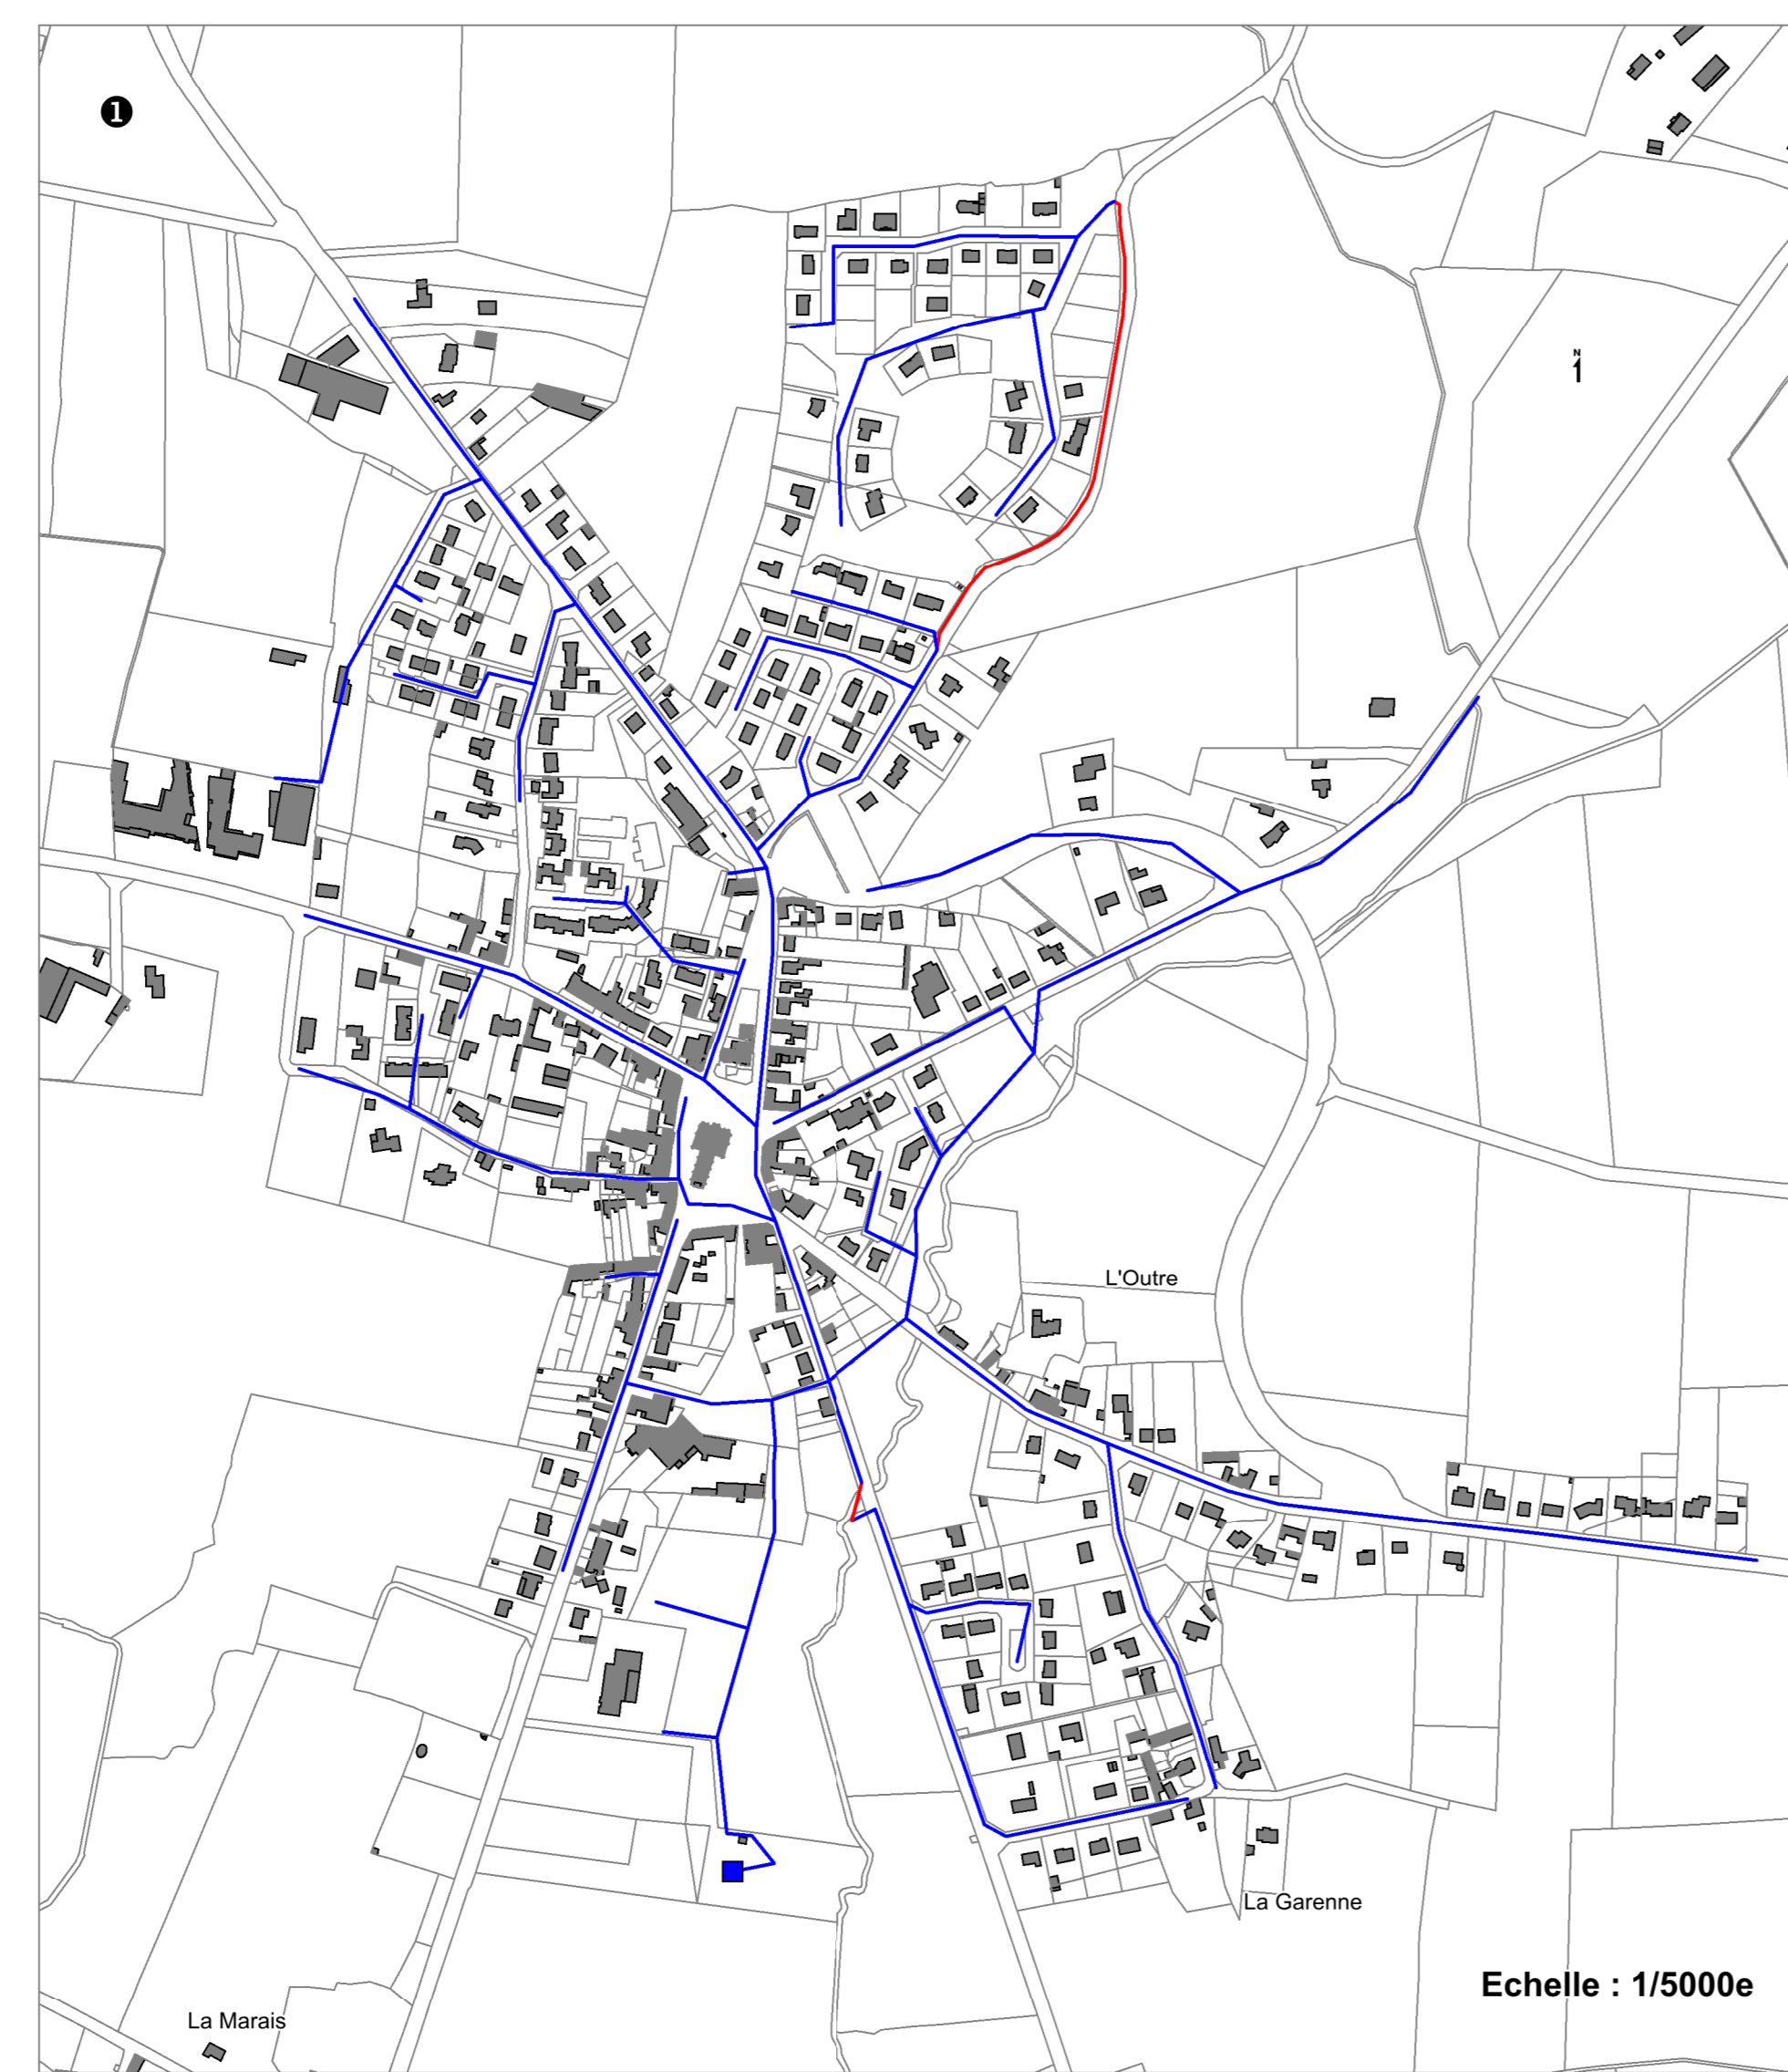 ❶
N
1
L'Outre
La Garenne
Echelle : 1/5000e
La Marais